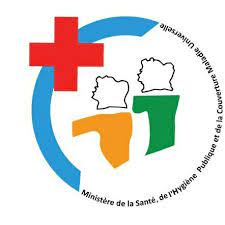 Ministère de la Santé, de l'Hygiène Publique et de la Couverture Maladie Universelle